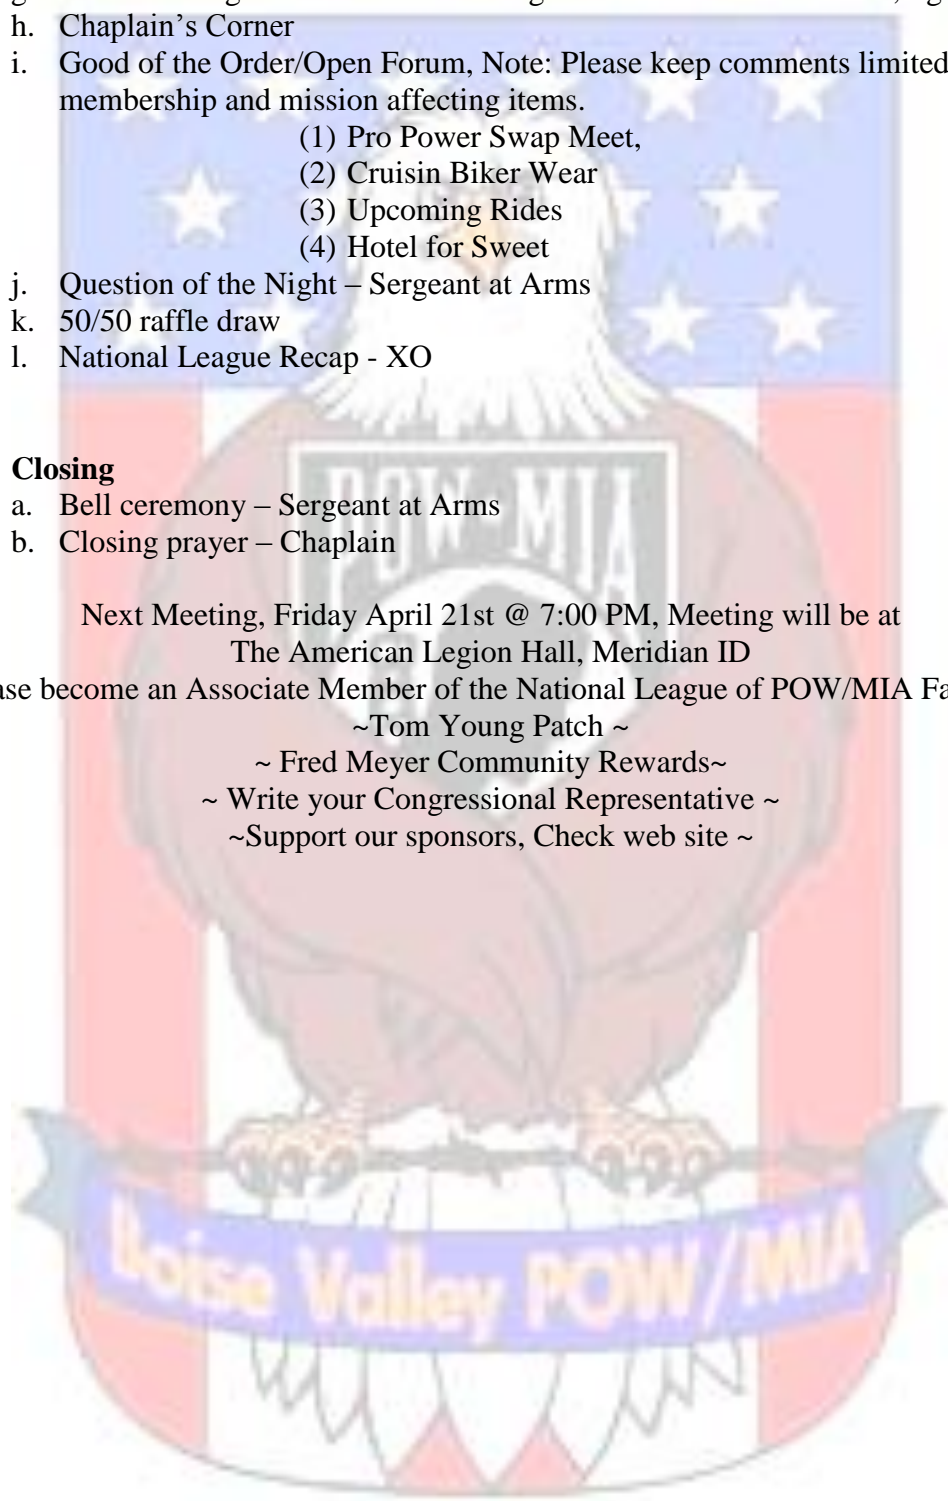 h. Chaplain’s Corner
i. Good of the Order/Open Forum, Note: Please keep comments limited
membership and mission affecting items.
(1) Pro Power Swap Meet,
(2) Cruisin Biker Wear
(3) Upcoming Rides
(4) Hotel for Sweet
j. Question of the Night – Sergeant at Arms
k. 50/50 raffle draw
l. National League Recap - XO
Closing
a. Bell ceremony – Sergeant at Arms
b. Closing prayer – Chaplain
POW-MIA
Next Meeting, Friday April 21st @ 7:00 PM, Meeting will be at
The American Legion Hall, Meridian ID
ase become an Associate Member of the National League of POW/MIA Fa
~Tom Young Patch ~
~ Fred Meyer Community Rewards~
~ Write your Congressional Representative ~
~Support our sponsors, Check web site ~
Boise Valley POW/MIA